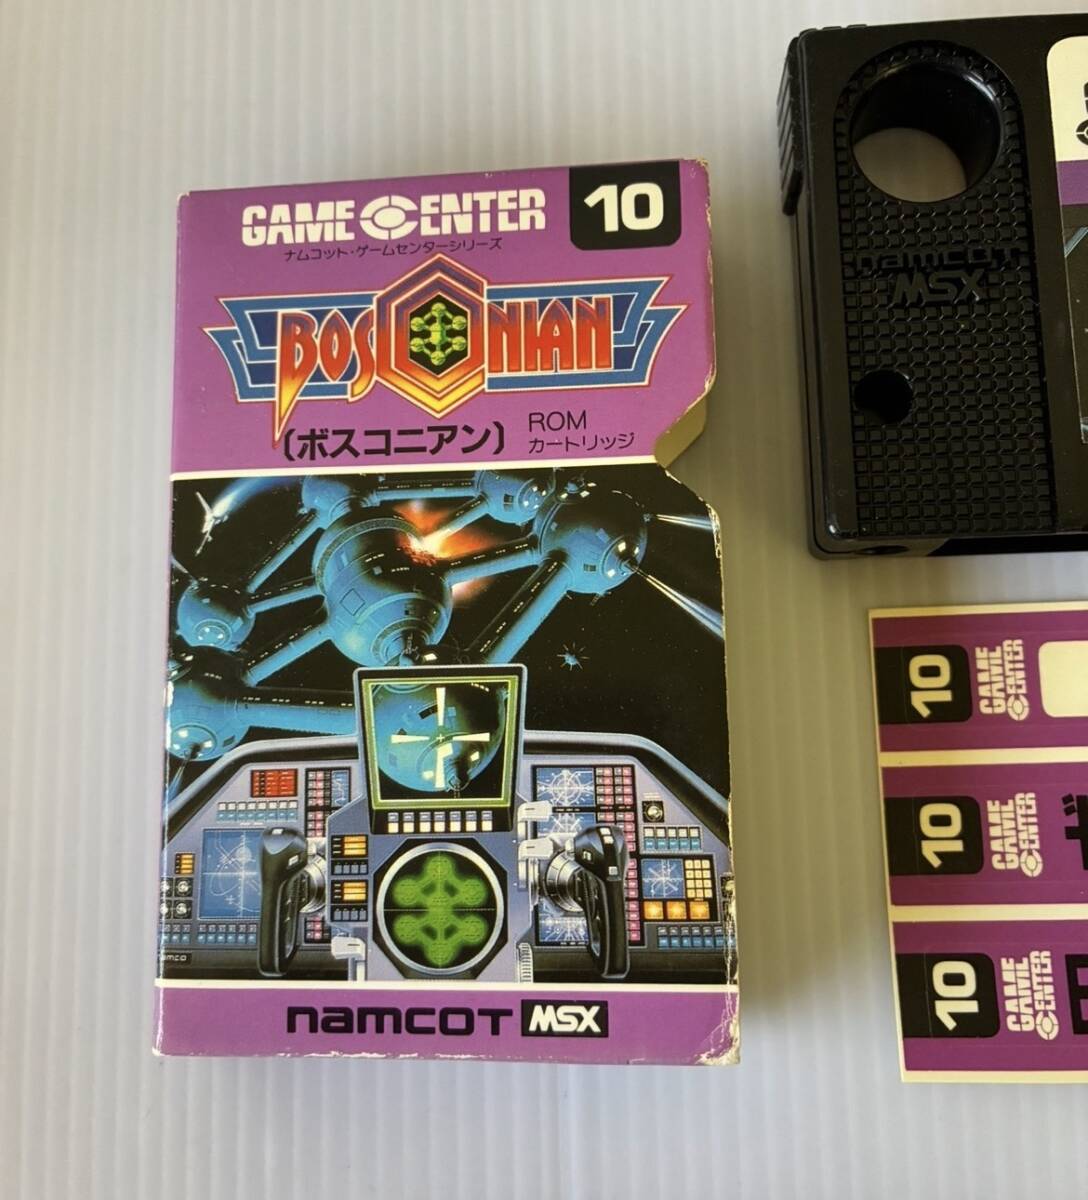 GAME CENTER
10
ナムコット・ゲームセンターシリーズ
BOSCONIAN
〔ボスコニアン〕
ROM
カートリッジ
namcot MSX
namcot
MSX
10
GAME
CENTER
10
GAME
CENTER
10
GAME
CENTER